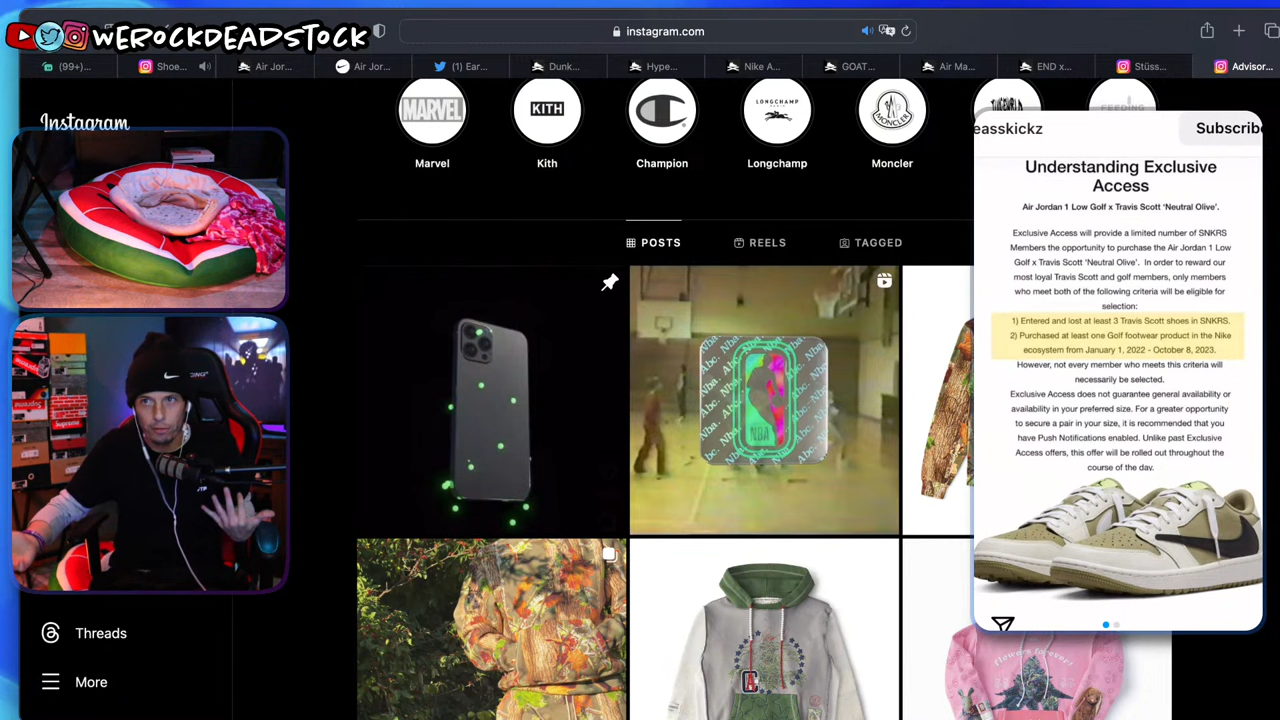 WEROCKDEADSTOCK
instagram.com
(99+)...
Shoe...
Air Jor...
Air Jor...
(1) Ear...
Dunk...
Hype...
Nike A...
GOAT...
Air Ma...
END x...
Stüss...
Advisor...
Instagram
MARVEL
KITH
LONGCHAMP
MONCLER
FEEDING
Marvel
Kith
Champion
Longchamp
Moncler
POSTS
REELS
TAGGED
easskickz
Subscribe
Understanding Exclusive
Access
Air Jordan 1 Low Golf x Travis Scott ‘Neutral Olive’.
Exclusive Access will provide a limited number of SNKRS
Members the opportunity to purchase the Air Jordan 1 Low
Golf x Travis Scott ‘Neutral Olive’. In order to reward our
most loyal Travis Scott and golf members, only members
who meet both of the following criteria will be eligible for
selection:
1) Entered and lost at least 3 Travis Scott shoes in SNKRS.
2) Purchased at least one Golf footwear product in the Nike
ecosystem from January 1, 2022 - October 8, 2023.
However, not every member who meets this criteria will
necessarily be selected.
Exclusive Access does not guarantee general availability or
availability in your preferred size. For a greater opportunity
to secure a pair in your size, it is recommended that you
have Push Notifications enabled. Unlike past Exclusive
Access offers, this offer will be rolled out throughout the
course of the day.
Abc.
Nba.
NBA
flowers forever!
Threads
More